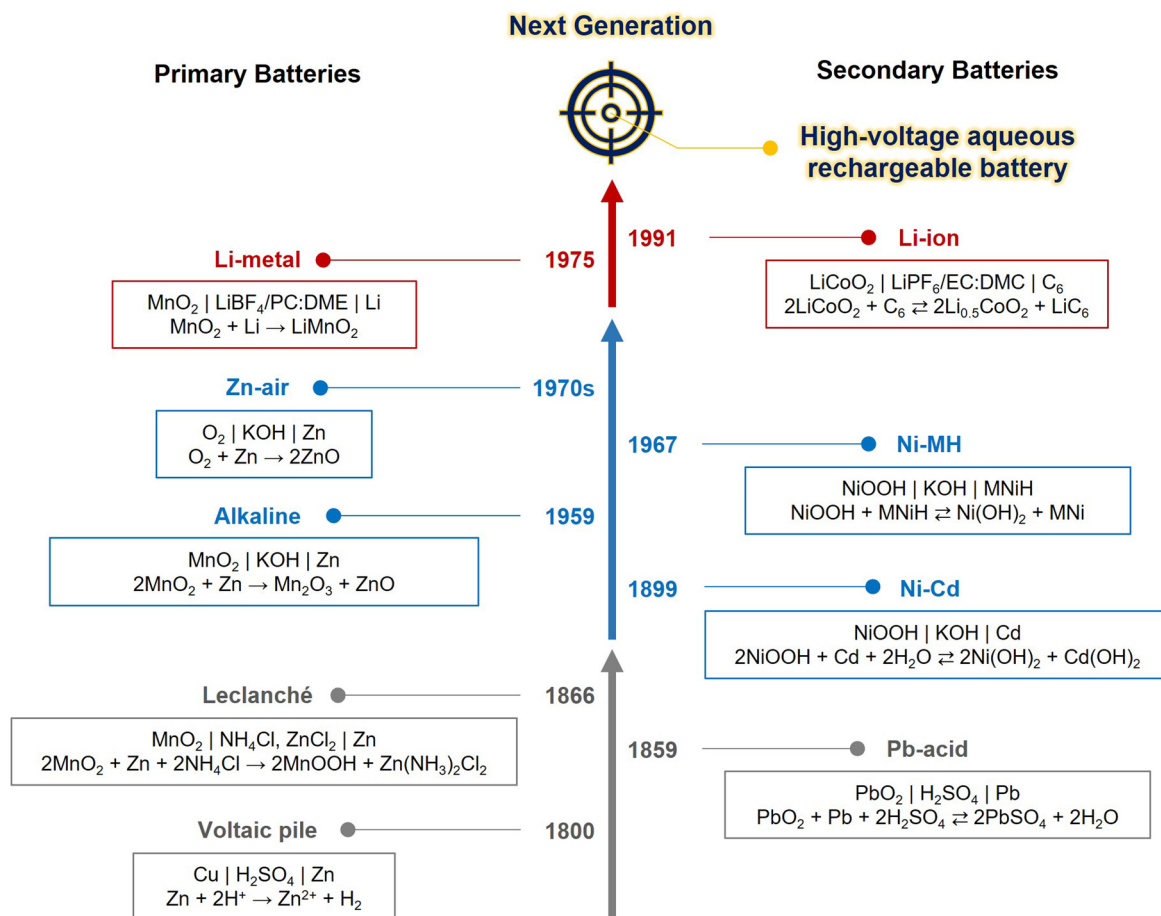 Next Generation
Primary Batteries
Secondary Batteries
High-voltage aqueous
rechargeable battery
1991
Li-ion
LiCoO₂ | LiPF₆/EC:DMC | C₆
2LiCoO₂ + C₆ ⇄ 2Li₀.₅CoO₂ + LiC₆
Li-metal
1975
MnO₂ | LiBF₄/PC:DME | Li
MnO₂ + Li → LiMnO₂
Zn-air
1970s
O₂ | KOH | Zn
O₂ + Zn → 2ZnO
1967
Ni-MH
NiOOH | KOH | MNiH
NiOOH + MNiH ⇄ Ni(OH)₂ + MNi
Alkaline
1959
MnO₂ | KOH | Zn
2MnO₂ + Zn → Mn₂O₃ + ZnO
1899
Ni-Cd
NiOOH | KOH | Cd
2NiOOH + Cd + 2H₂O ⇄ 2Ni(OH)₂ + Cd(OH)₂
Leclanché
1866
MnO₂ | NH₄Cl, ZnCl₂ | Zn
2MnO₂ + Zn + 2NH₄Cl → 2MnOOH + Zn(NH₃)₂Cl₂
1859
Pb-acid
PbO₂ | H₂SO₄ | Pb
PbO₂ + Pb + 2H₂SO₄ ⇄ 2PbSO₄ + 2H₂O
Voltaic pile
1800
Cu | H₂SO₄ | Zn
Zn + 2H⁺ → Zn²⁺ + H₂